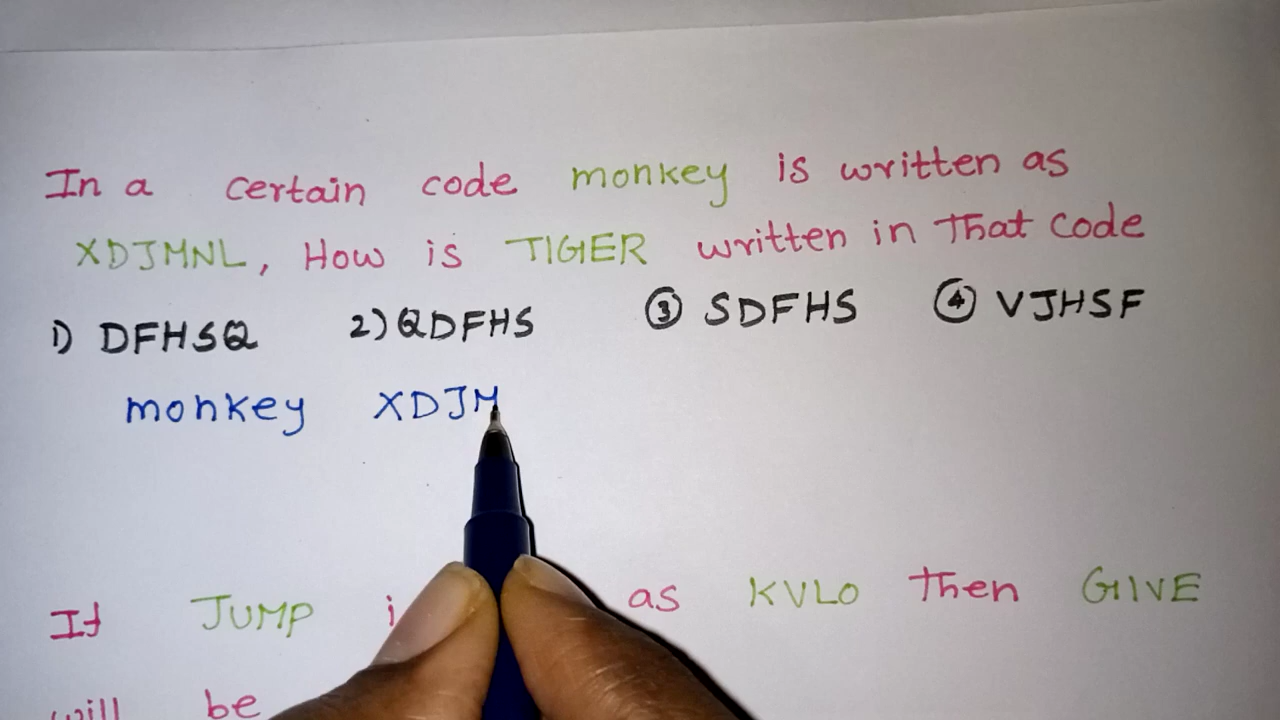 In a certain code monkey is written as
XDJMNL, How is TIGER written in That code
1) DFHSQ 2) QDFHS ③ SDFHS ④ VJHSF
monkey XDJM
If JUMP as KVLO Then GIVE
will be